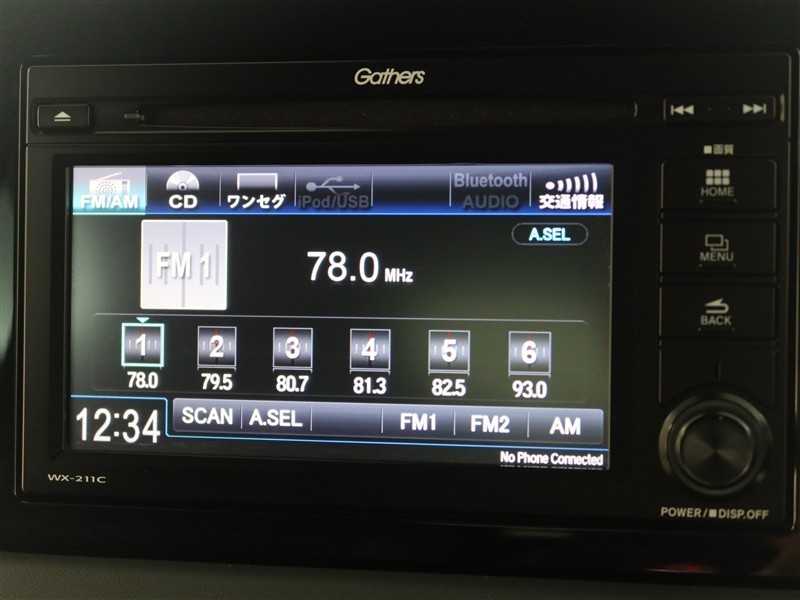 Gathers
■画質
FM/AM
CD
ワンセグ
iPod/USB
Bluetooth
AUDIO
交通情報
HOME
A.SEL
FM 1
78.0 MHz
MENU
BACK
1 2 3 4 5 6
78.0 79.5 80.7 81.3 82.5 93.0
12:34 SCAN A.SEL FM1 FM2 AM
No Phone Connected
WX-211C
POWER/■DISP.OFF